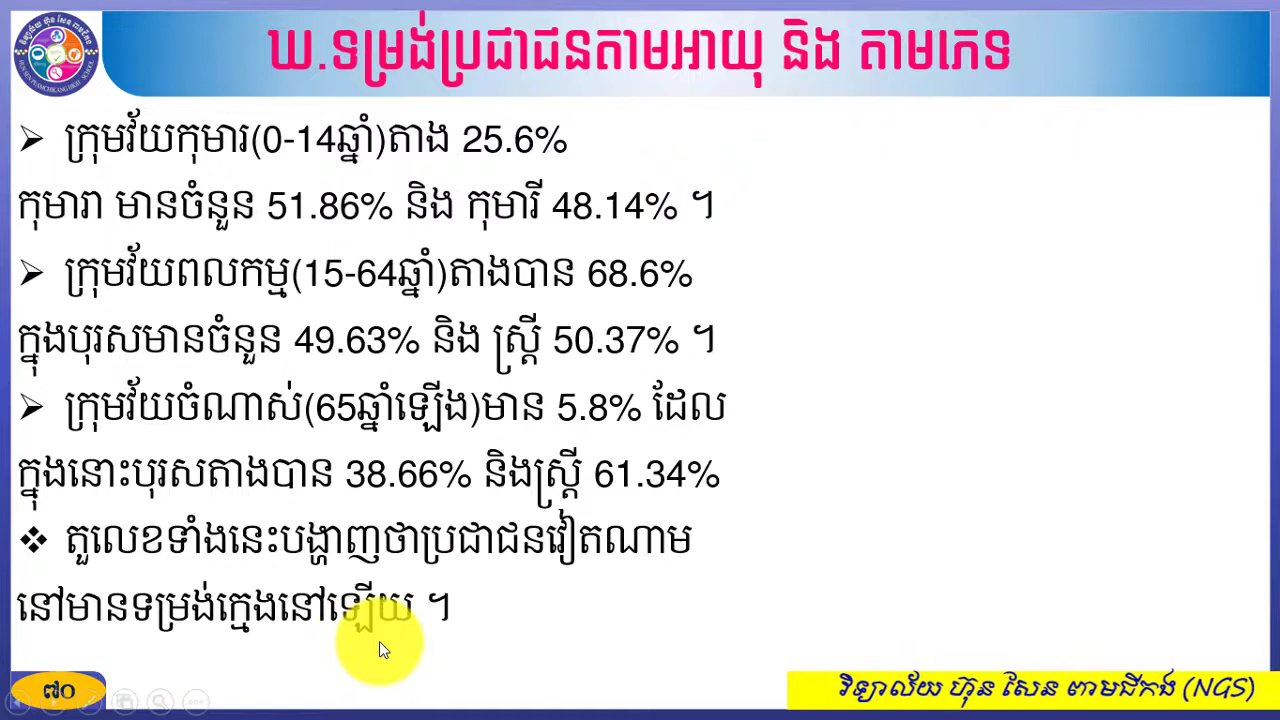 ឃ.ទម្រង់ប្រជាជនតាមអាយុ និង តាមភេទ
➢ ក្រុមវ័យកុមារ(0-14ឆ្នាំ)តាង 25.6%
កុមារា មានចំនួន 51.86% និង កុមារី 48.14% ។
➢ ក្រុមវ័យពលកម្ម(15-64ឆ្នាំ)តាងបាន 68.6%
ក្នុងបុរសមានចំនួន 49.63% និង ស្ត្រី 50.37% ។
➢ ក្រុមវ័យចំណាស់(65ឆ្នាំឡើង)មាន 5.8% ដែល
ក្នុងនោះបុរសតាងបាន 38.66% និងស្ត្រី 61.34%
❖ តួលេខទាំងនេះបង្ហាញថាប្រជាជនវៀតណាម
នៅមានទម្រង់ក្មេងនៅឡើយ ។
៧០
វិទ្យាល័យ ហ៊ុន សែន ពាមជីកង (NGS)